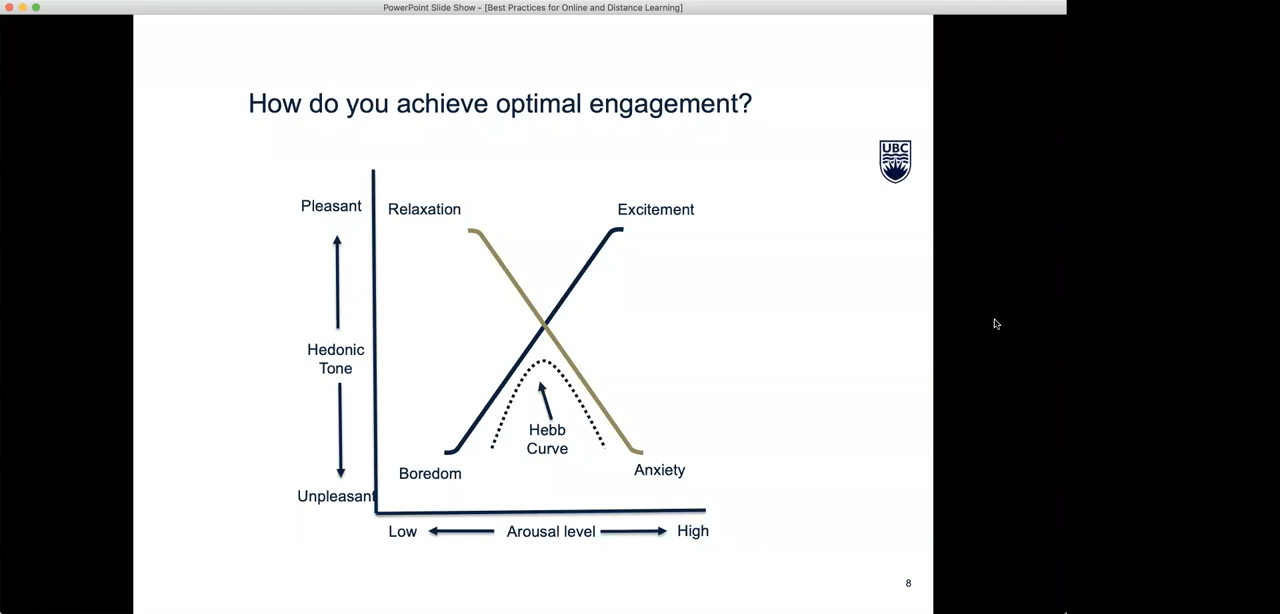 PowerPoint Slide Show - [Best Practices for Online and Distance Learning]
How do you achieve optimal engagement?
UBC
Pleasant
Relaxation
Excitement
Hedonic
Tone
Hebb
Curve
Boredom
Anxiety
Unpleasant
Low
Arousal level
High
8